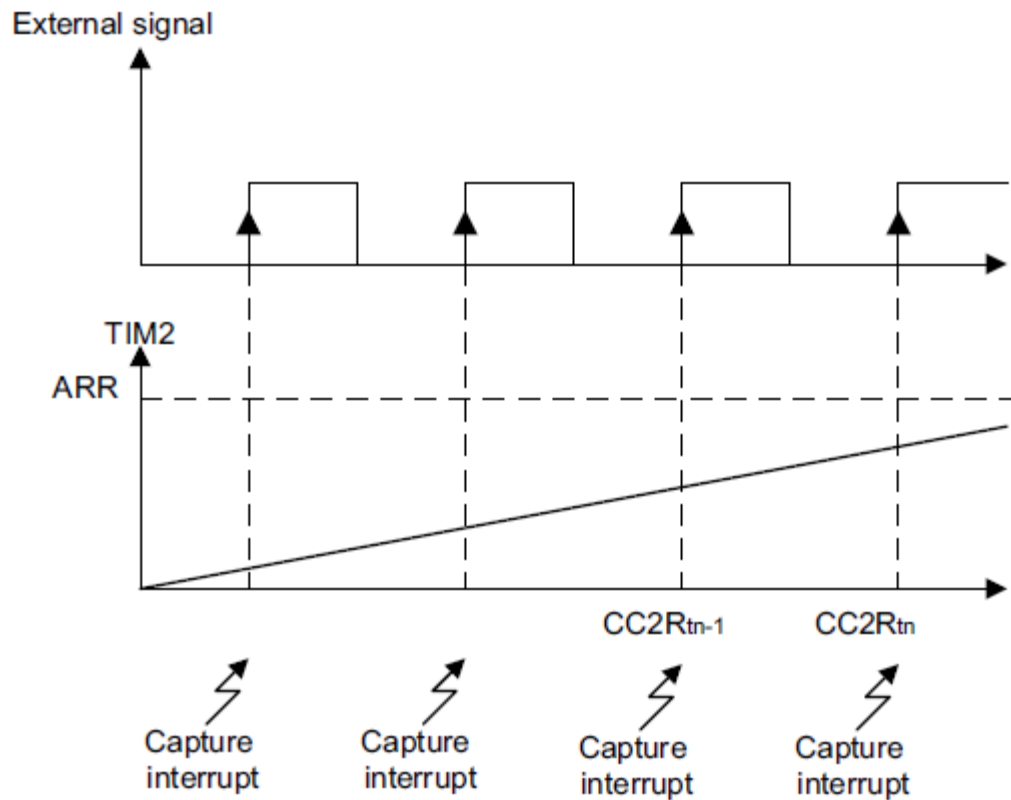 External signal
TIM2
ARR
CC2Rtn-1
CC2Rtn
Capture
interrupt
Capture
interrupt
Capture
interrupt
Capture
interrupt